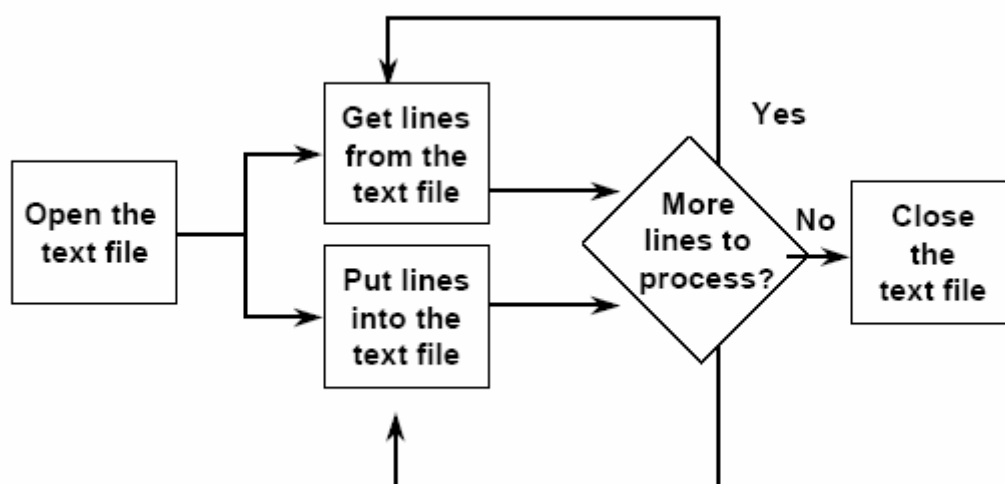 Open the
text file
Get lines
from the
text file
Put lines
into the
text file
More
lines to
process?
Yes
No
Close
the
text file